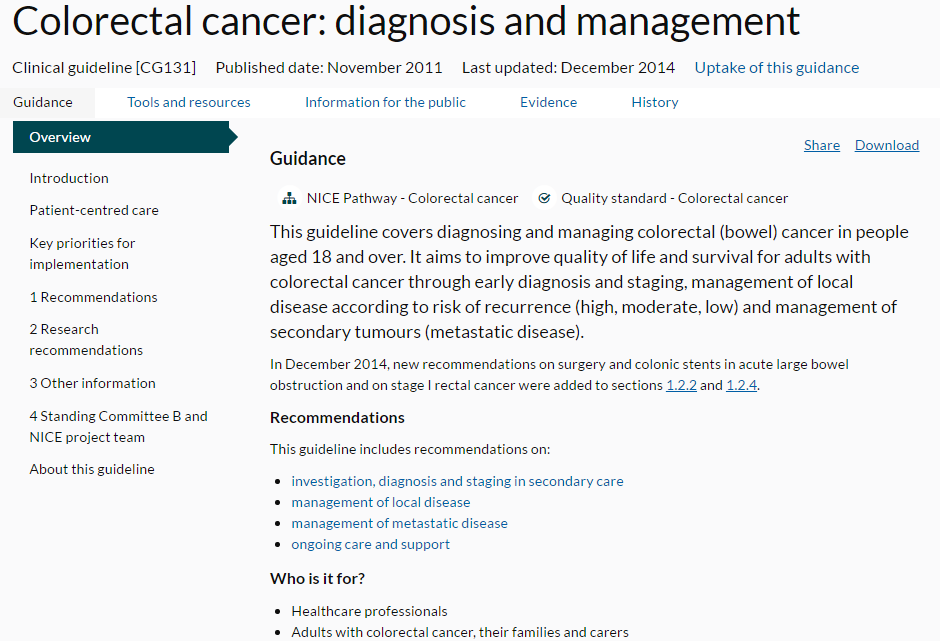 Colorectal cancer: diagnosis and management
Clinical guideline [CG131] Published date: November 2011 Last updated: December 2014 Uptake of this guidance
Guidance Tools and resources Information for the public Evidence History
Overview
Introduction
Patient-centred care
Key priorities for
implementation
1 Recommendations
2 Research
recommendations
3 Other information
4 Standing Committee B and
NICE project team
About this guideline
Share Download
Guidance
NICE Pathway - Colorectal cancer Quality standard - Colorectal cancer
This guideline covers diagnosing and managing colorectal (bowel) cancer in people
aged 18 and over. It aims to improve quality of life and survival for adults with
colorectal cancer through early diagnosis and staging, management of local
disease according to risk of recurrence (high, moderate, low) and management of
secondary tumours (metastatic disease).
In December 2014, new recommendations on surgery and colonic stents in acute large bowel
obstruction and on stage I rectal cancer were added to sections 1.2.2 and 1.2.4.
Recommendations
This guideline includes recommendations on:
• investigation, diagnosis and staging in secondary care
• management of local disease
• management of metastatic disease
• ongoing care and support
Who is it for?
• Healthcare professionals
• Adults with colorectal cancer, their families and carers